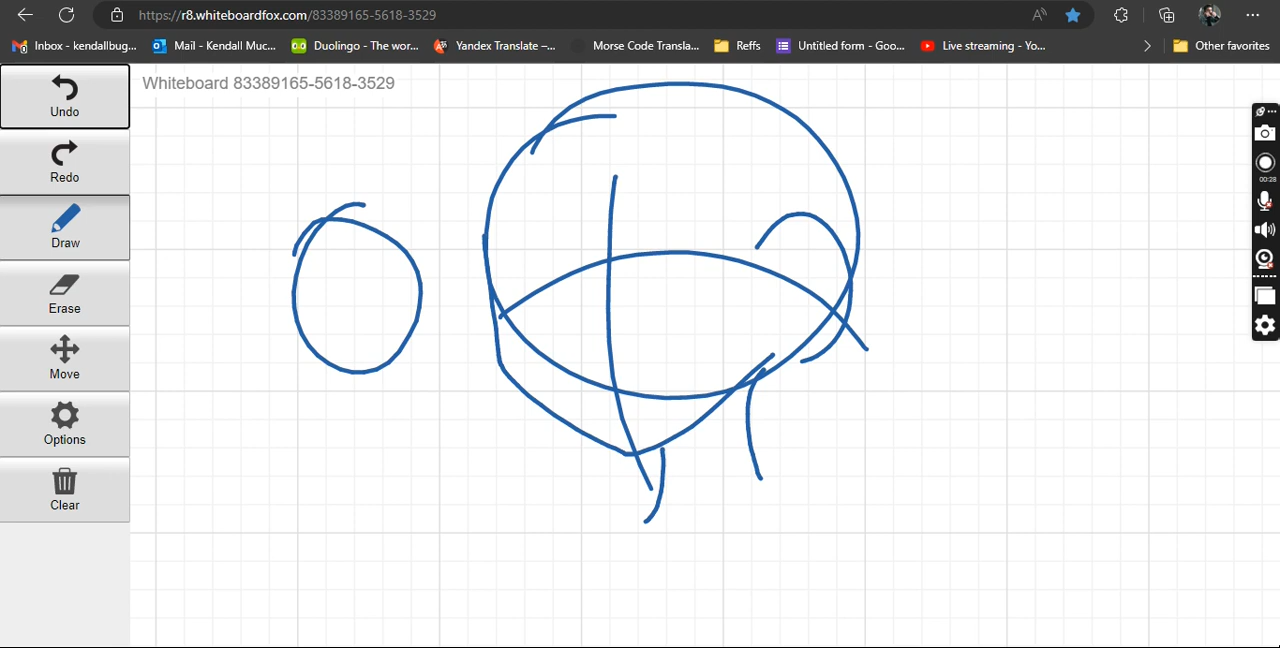 https://r8.whiteboardfox.com/83389165-5618-3529
Inbox - kendallbug... Mail - Kendall Muc... Duolingo - The wor... Yandex Translate –... Morse Code Transla... Reffs Untitled form - Goo... Live streaming - Yo... Other favorites
Whiteboard 83389165-5618-3529
Undo
Redo
Draw
Erase
Move
Options
Clear
00:28